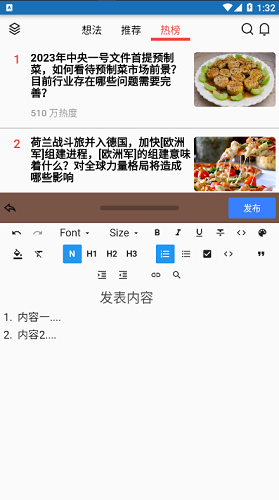 1:32
想法 推荐 热榜
1 2023年中央一号文件首提预制
菜，如何看待预制菜市场前景？
目前行业存在哪些问题需要完
善？
510 万热度
2 荷兰战斗旅并入德国，加快[欧洲
军]组建进程，[欧洲军]的组建意味
着什么？对全球力量格局将造成
哪些影响
发布
Font Size B I U S
N H1 H2 H3
发表内容
1. 内容一....
2. 内容2....